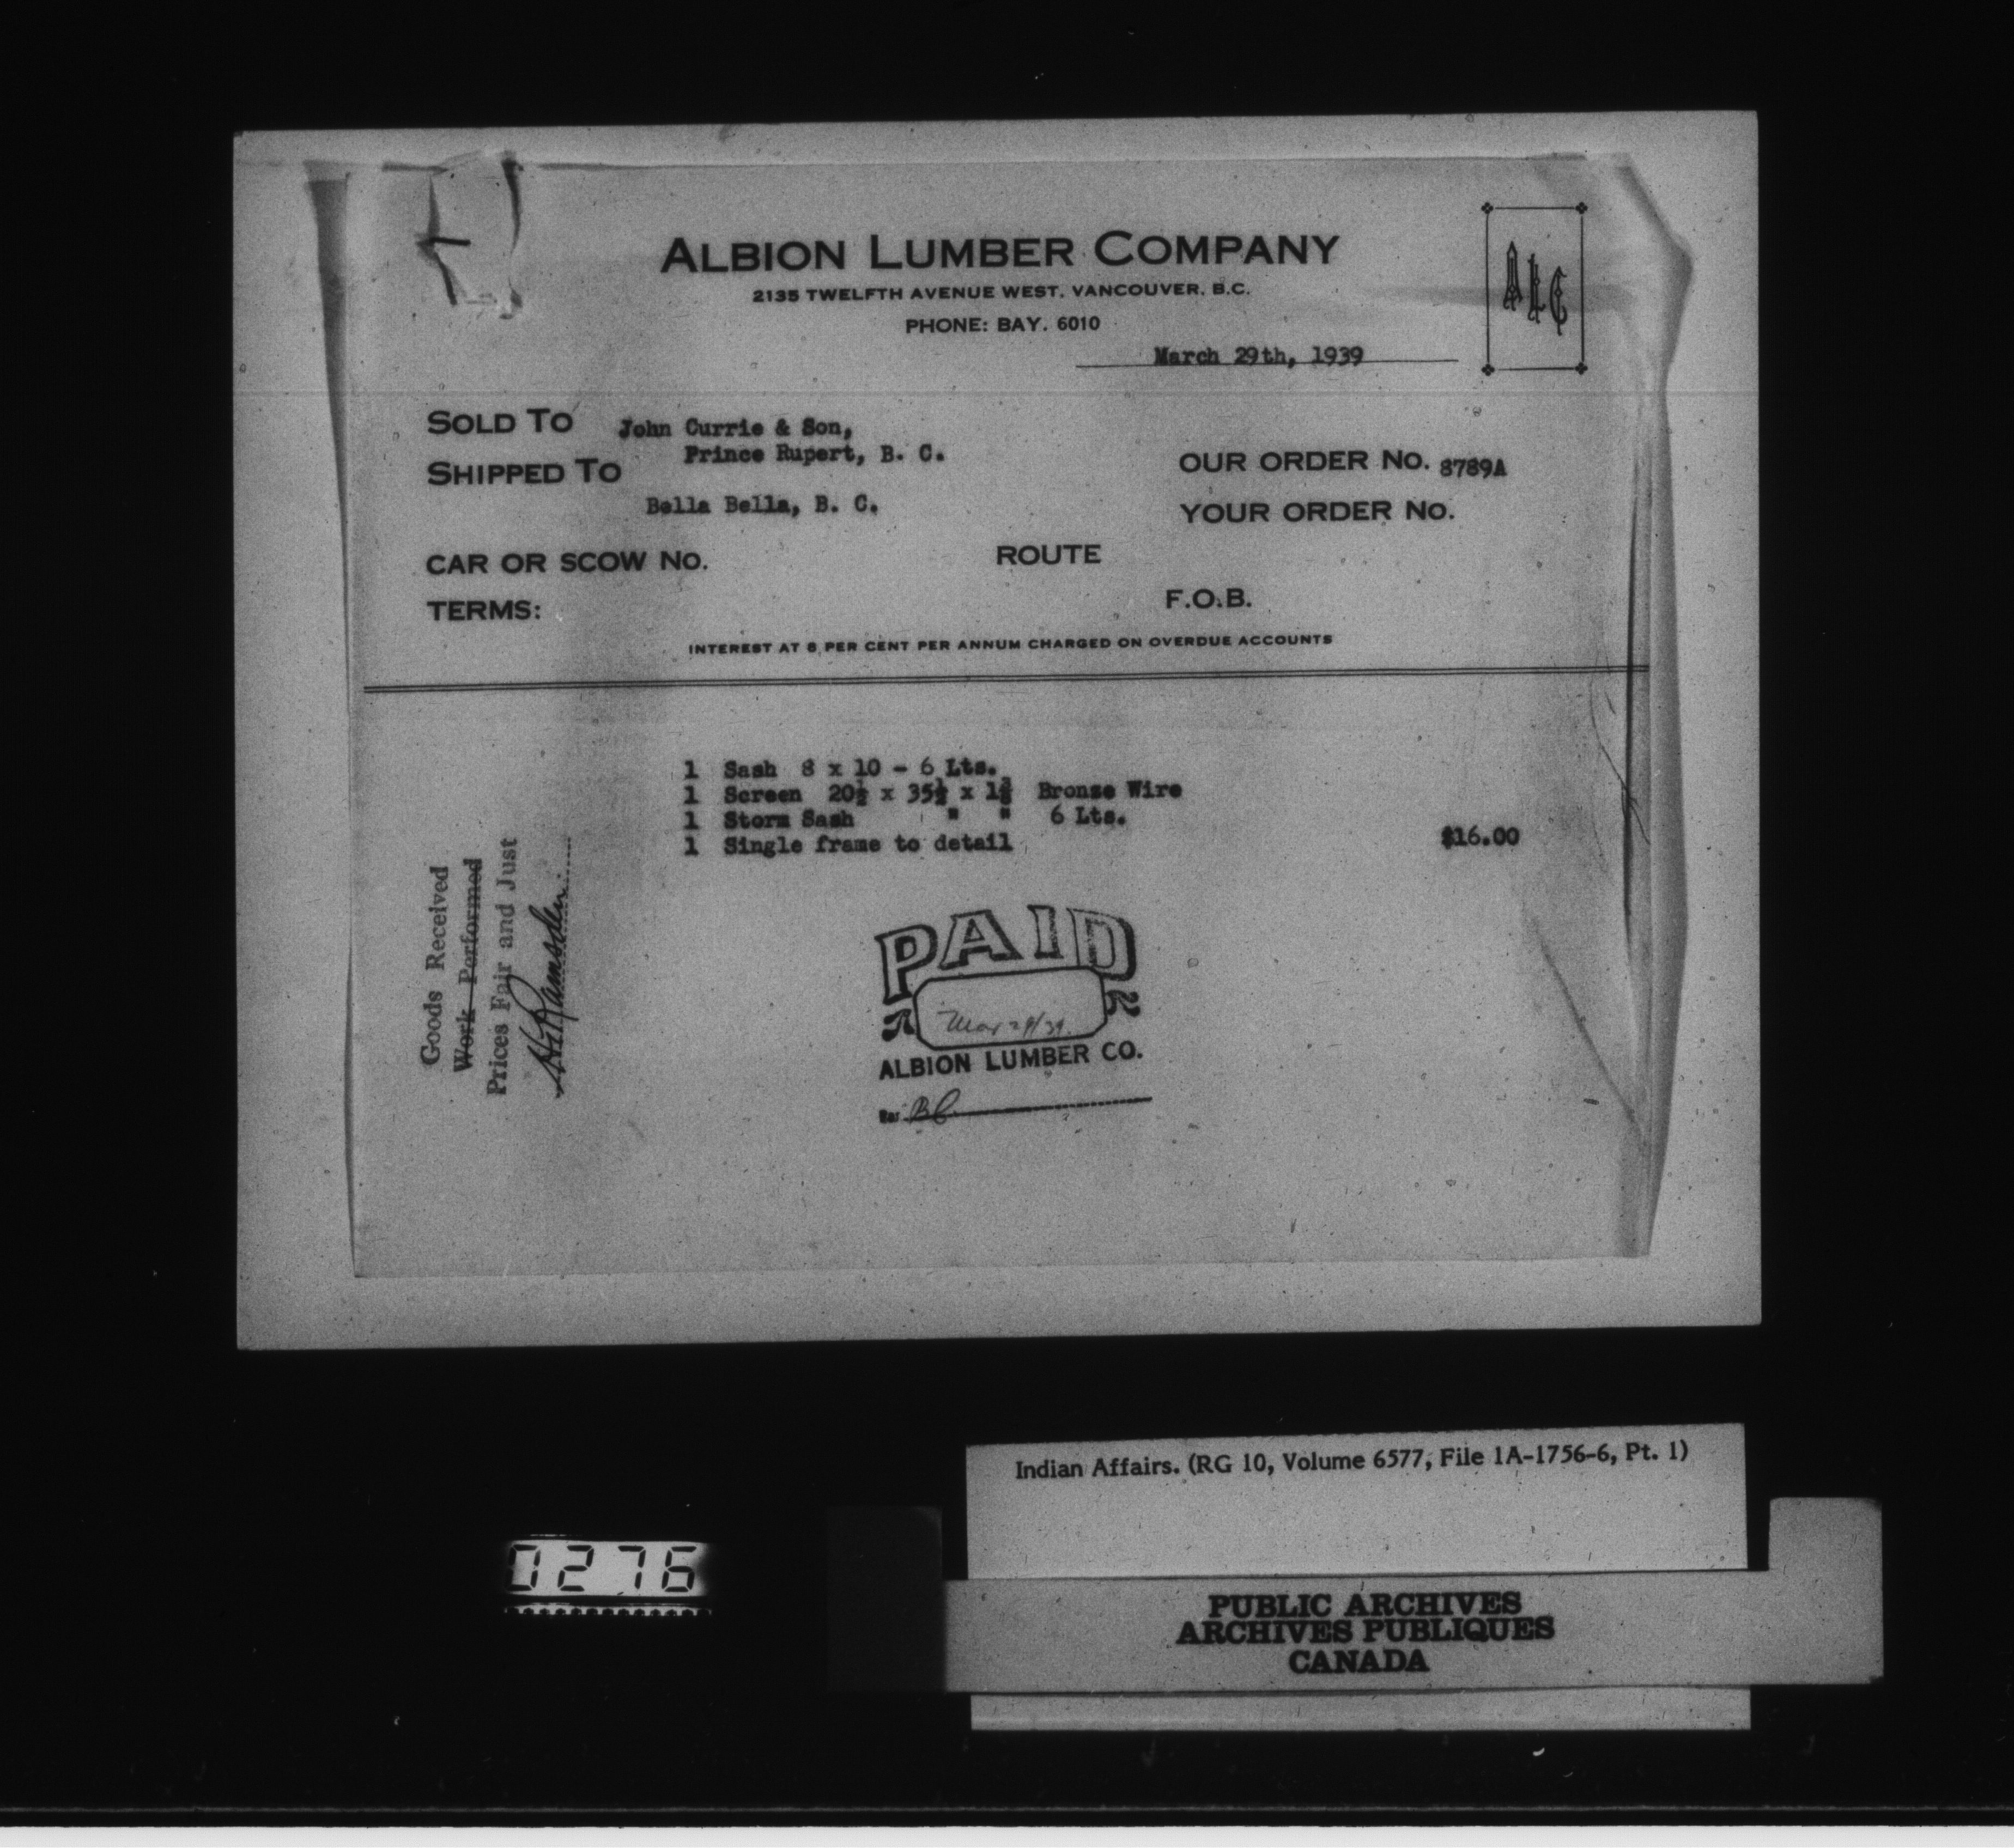 ALBION LUMBER COMPANY
2135 TWELFTH AVENUE WEST. VANCOUVER. B.C.
PHONE: BAY. 6010
ALC
March 29th, 1939
SOLD TO John Currie & Son,
Prince Rupert, B. C.
SHIPPED TO
Bella Bella, B. C.
OUR ORDER No. 8789A
YOUR ORDER No.
CAR OR SCOW No. ROUTE
TERMS: F.O.B.
INTEREST AT 8 PER CENT PER ANNUM CHARGED ON OVERDUE ACCOUNTS
1 Sash 8 x 10 - 6 Lts.
1 Screen 20½ x 35½ x 1⅜ Bronze Wire
1 Storm Sash " " 6 Lts.
1 Single frame to detail $16.00
Goods Received
Work Performed
Prices Fair and Just
Ramsden
PAID
Mar 29/39.
ALBION LUMBER CO.
Indian Affairs. (RG 10, Volume 6577, File 1A-1756-6, Pt. 1)
0276
PUBLIC ARCHIVES
ARCHIVES PUBLIQUES
CANADA